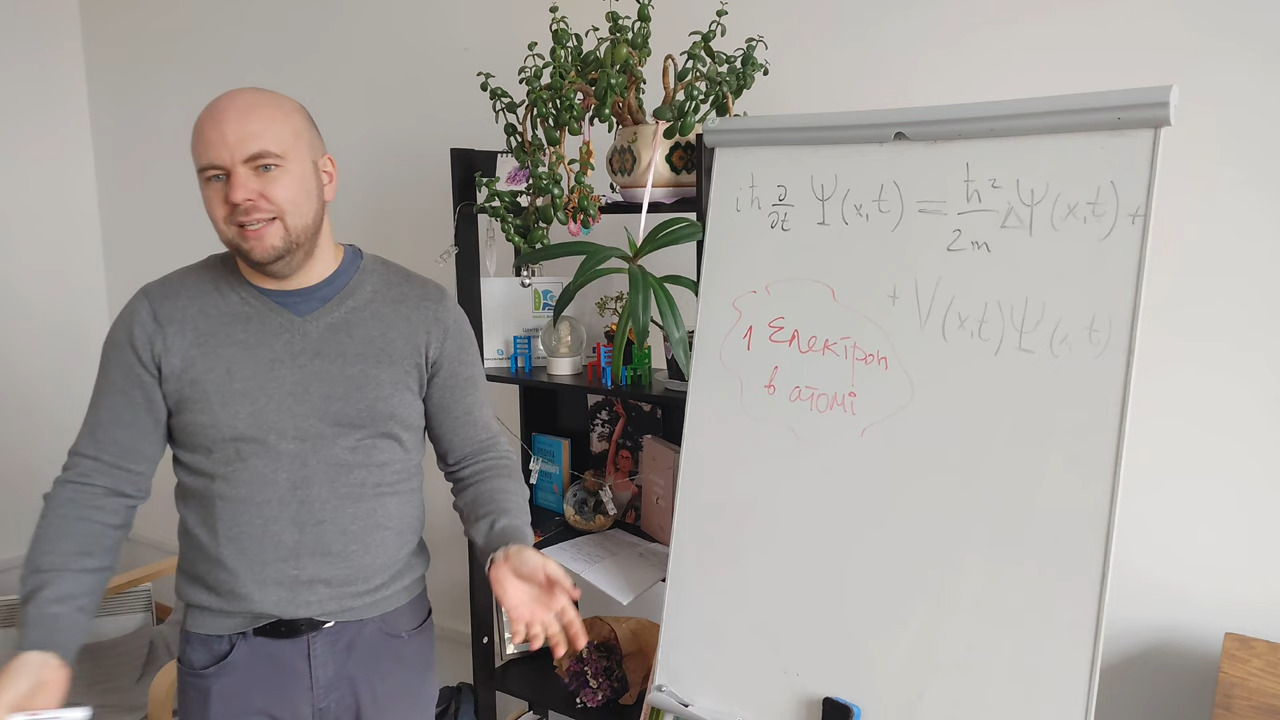 iħ ∂/∂t Ψ(x,t) = ħ²/2m ΔΨ(x,t) +
+ V(x,t)Ψ(x,t)
1 Електрон
в атомі